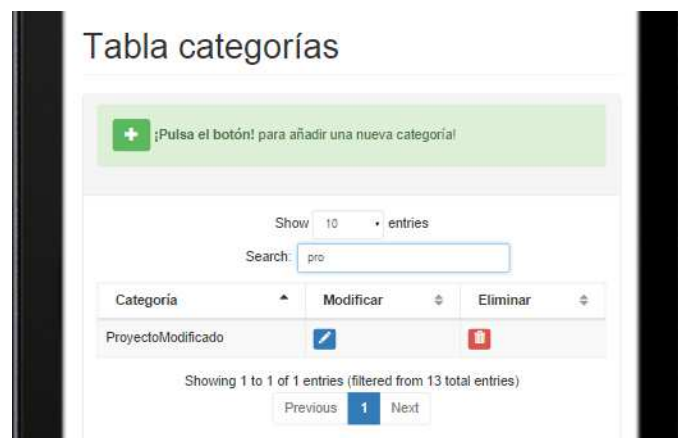 Tabla categorías
¡Pulsa el botón! para añadir una nueva categoría!
Show 10 entries
Search: pro
Categoría Modificar Eliminar
ProyectoModificado
Showing 1 to 1 of 1 entries (filtered from 13 total entries)
Previous 1 Next